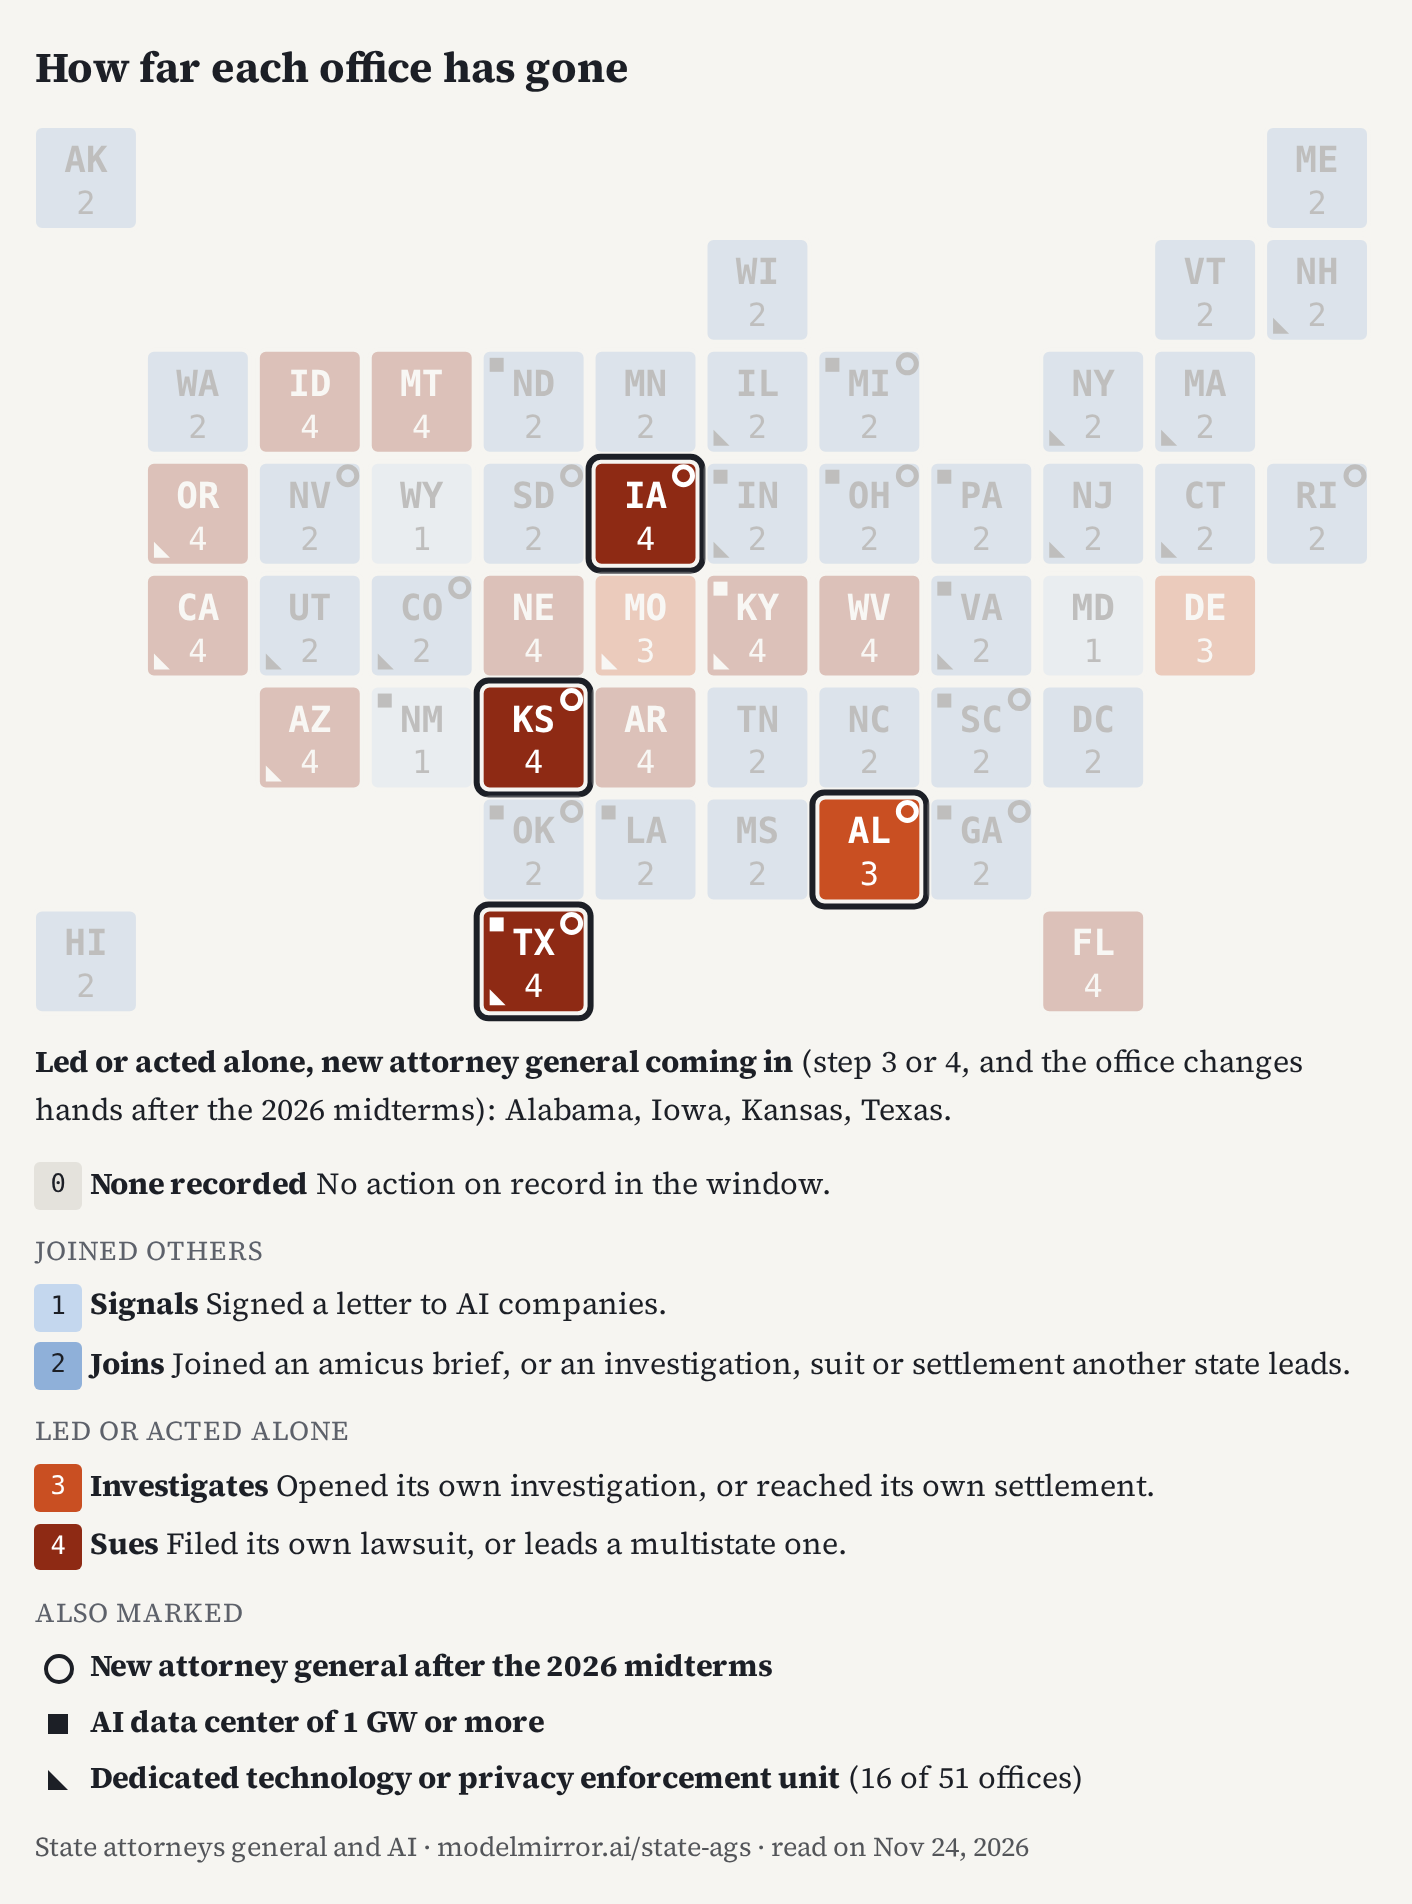 How far each office has gone
AK ME
2 2
WI VT NH
2 2 2
WA ID MT ND MN IL MI NY MA
2 4 4 2 2 2 2 2 2
OR NV WY SD IA IN OH PA NJ CT RI
4 2 1 2 4 2 2 2 2 2 2
CA UT CO NE MO KY WV VA MD DE
4 2 2 4 3 4 4 2 1 3
AZ NM KS AR TN NC SC DC
4 1 4 4 2 2 2 2
OK LA MS AL GA
2 2 2 3 2
HI TX FL
2 4 4
Led or acted alone, new attorney general coming in (step 3 or 4, and the office changes
hands after the 2026 midterms): Alabama, Iowa, Kansas, Texas.
0 None recorded No action on record in the window.
JOINED OTHERS
1 Signals Signed a letter to AI companies.
2 Joins Joined an amicus brief, or an investigation, suit or settlement another state leads.
LED OR ACTED ALONE
3 Investigates Opened its own investigation, or reached its own settlement.
4 Sues Filed its own lawsuit, or leads a multistate one.
ALSO MARKED
New attorney general after the 2026 midterms
AI data center of 1 GW or more
Dedicated technology or privacy enforcement unit (16 of 51 offices)
State attorneys general and AI · modelmirror.ai/state-ags · read on Nov 24, 2026